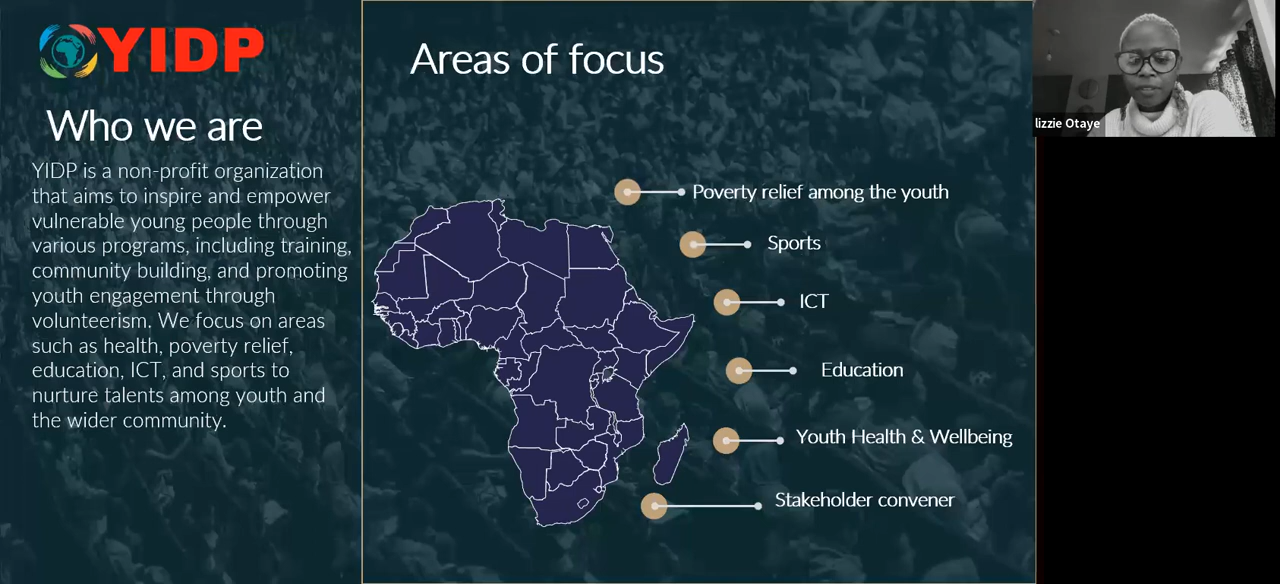 YIDP
Who we are
YIDP is a non-profit organization
that aims to inspire and empower
vulnerable young people through
various programs, including training,
community building, and promoting
youth engagement through
volunteerism. We focus on areas
such as health, poverty relief,
education, ICT, and sports to
nurture talents among youth and
the wider community.
Areas of focus
Poverty relief among the youth
Sports
ICT
Education
Youth Health & Wellbeing
Stakeholder convener
lizzie Otaye